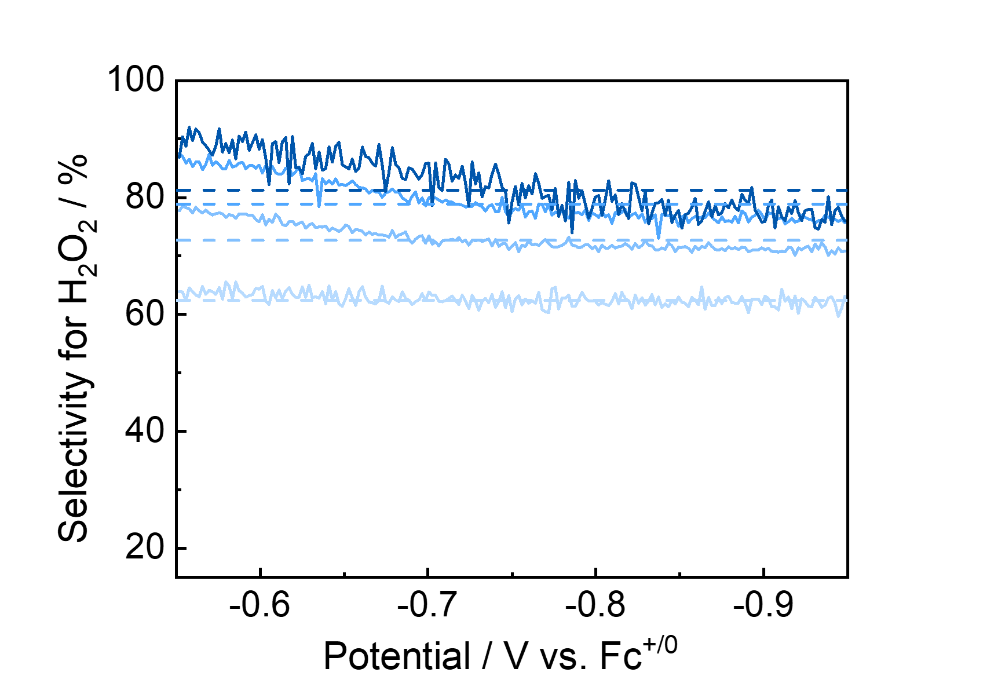 100
80
60
40
20
Selectivity for H₂O₂ / %
-0.6 -0.7 -0.8 -0.9
Potential / V vs. Fc⁺/⁰